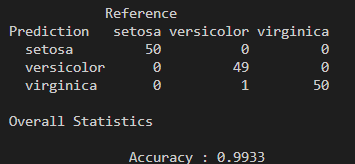 Reference
Prediction setosa versicolor virginica
setosa 50 0 0
versicolor 0 49 0
virginica 0 1 50
Overall Statistics
Accuracy : 0.9933